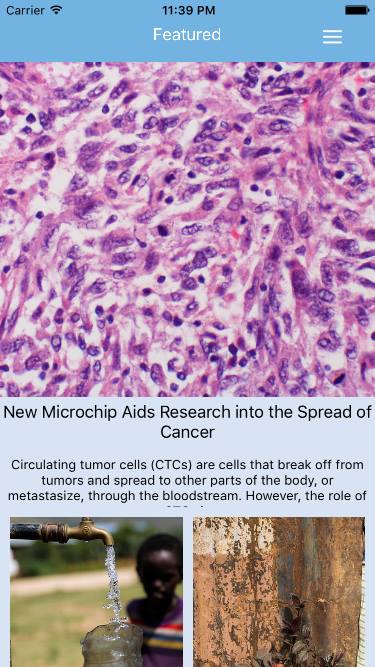 Carrier 11:39 PM
Featured
New Microchip Aids Research into the Spread of
Cancer
Circulating tumor cells (CTCs) are cells that break off from
tumors and spread to other parts of the body, or
metastasize, through the bloodstream. However, the role of